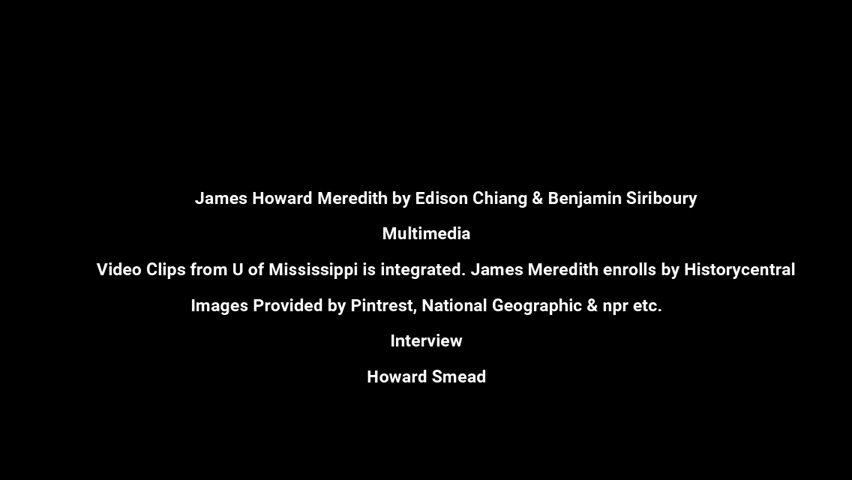 James Howard Meredith by Edison Chiang & Benjamin Siriboury
Multimedia
Video Clips from U of Mississippi is integrated. James Meredith enrolls by Historycentral
Images Provided by Pintrest, National Geographic & npr etc.
Interview
Howard Smead